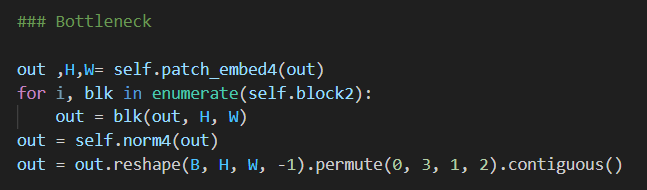 ### Bottleneck
out ,H,W= self.patch_embed4(out)
for i, blk in enumerate(self.block2):
    out = blk(out, H, W)
out = self.norm4(out)
out = out.reshape(B, H, W, -1).permute(0, 3, 1, 2).contiguous()